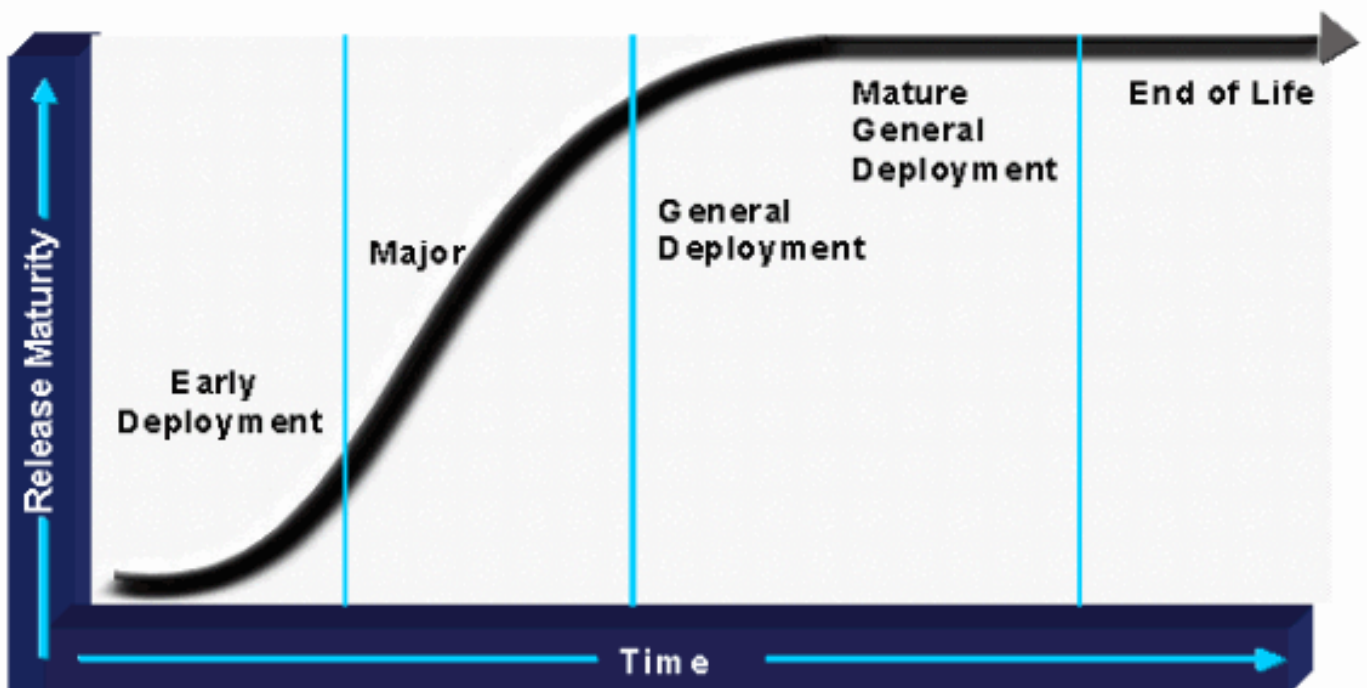 Release Maturity
Early
Deployment
Major
General
Deployment
Mature
General
Deployment
End of Life
Time